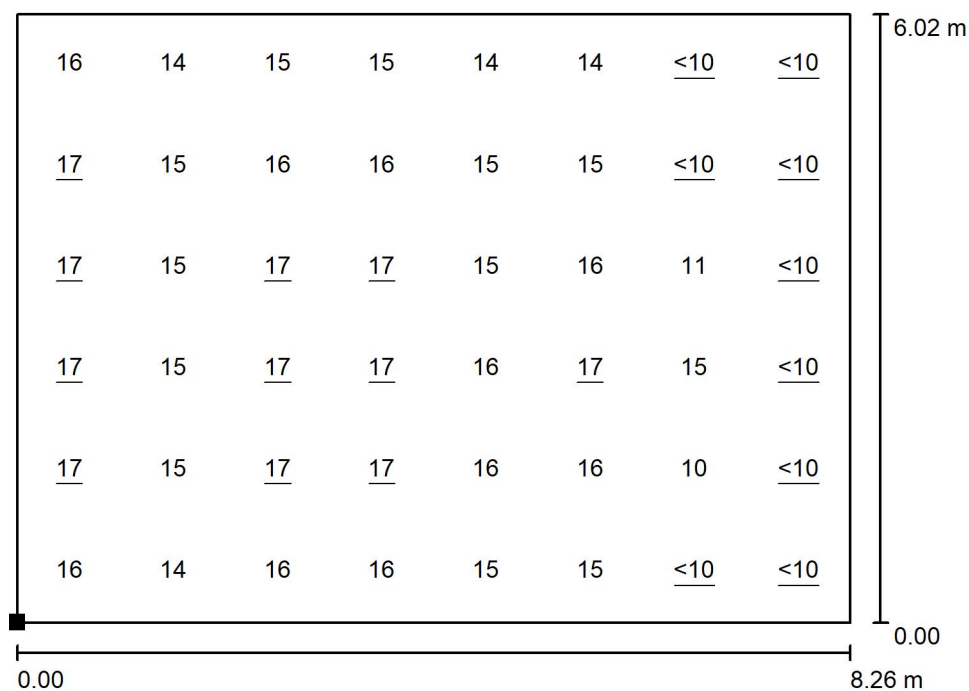 6.02 m
16 14 15 15 14 14 <10 <10
17 15 16 16 15 15 <10 <10
17 15 17 17 15 16 11 <10
17 15 17 17 16 17 15 <10
17 15 17 17 16 16 10 <10
16 14 16 16 15 15 <10 <10
0.00
0.00 8.26 m